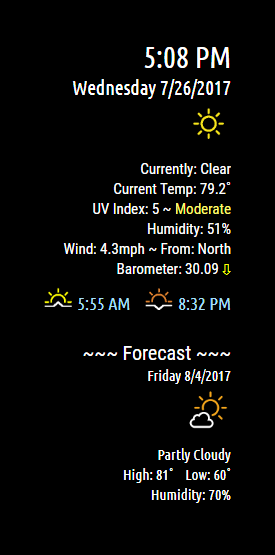 5:08 PM
Wednesday 7/26/2017
Currently: Clear
Current Temp: 79.2°
UV Index: 5 ~ Moderate
Humidity: 51%
Wind: 4.3mph ~ From: North
Barometer: 30.09 ⇩
5:55 AM 8:32 PM
~~~ Forecast ~~~
Friday 8/4/2017
Partly Cloudy
High: 81° Low: 60°
Humidity: 70%